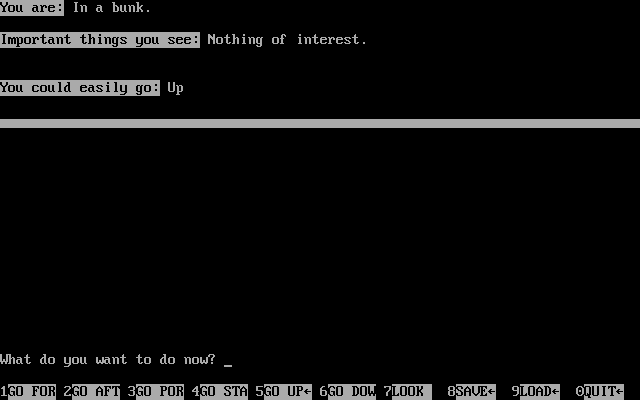 You are: In a bunk.
Important things you see: Nothing of interest.
You could easily go: Up
What do you want to do now? _
1GO FOR 2GO AFT 3GO POR 4GO STA 5GO UP← 6GO DOW 7LOOK 8SAVE← 9LOAD← 0QUIT←